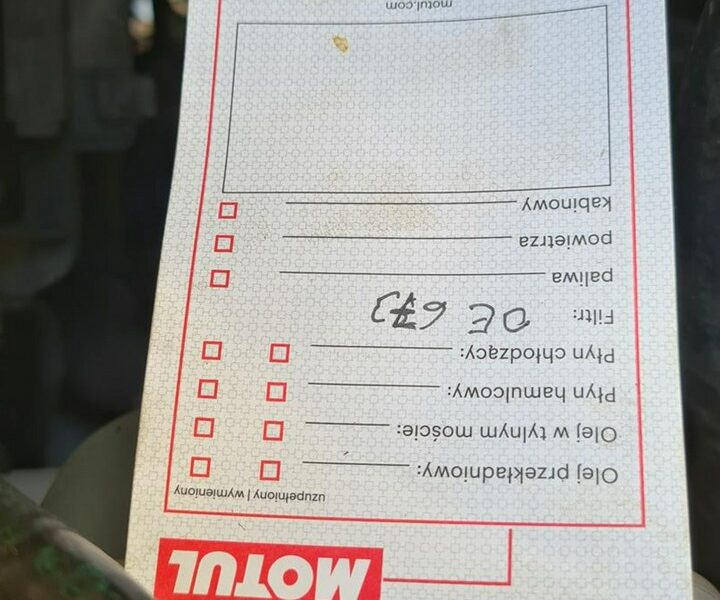 MOTUL
uzupełniony | wymieniony
Olej przekładniowy:
Olej w tylnym moście:
Płyn hamulcowy:
Płyn chłodzący:
Filtr: OE 673
paliwa
powietrza
kabinowy
motul.com